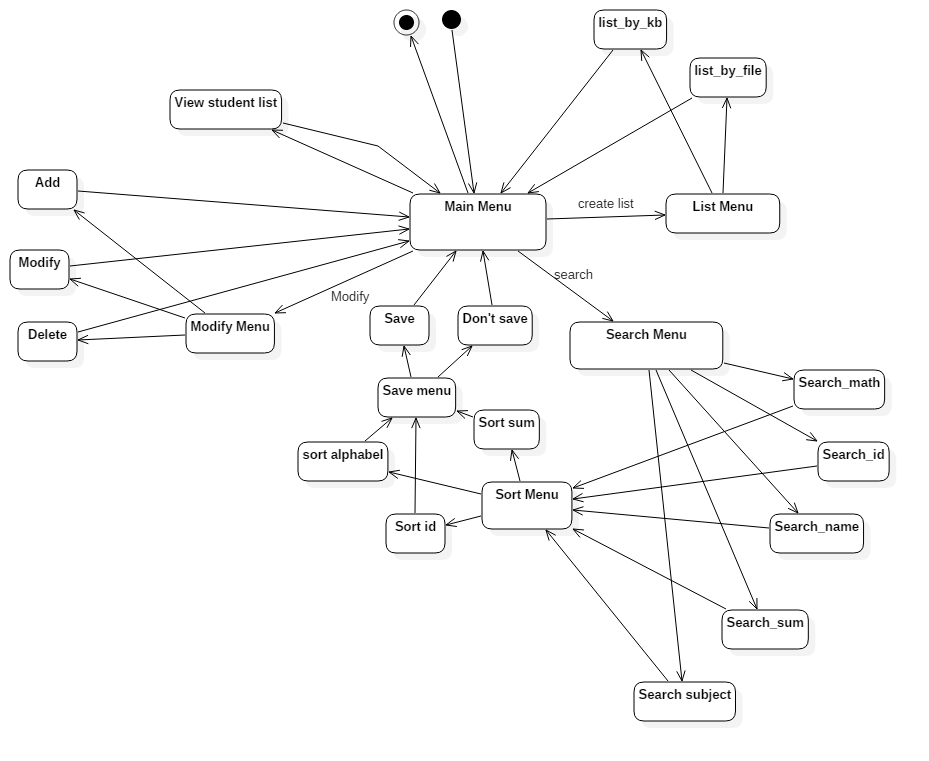 list_by_kb
list_by_file
View student list
Add
Main Menu
create list
List Menu
Modify
search
Modify
Save
Don't save
Delete
Modify Menu
Search Menu
Save menu
Search_math
Sort sum
sort alphabel
Search_id
Sort Menu
Sort id
Search_name
Search_sum
Search subject